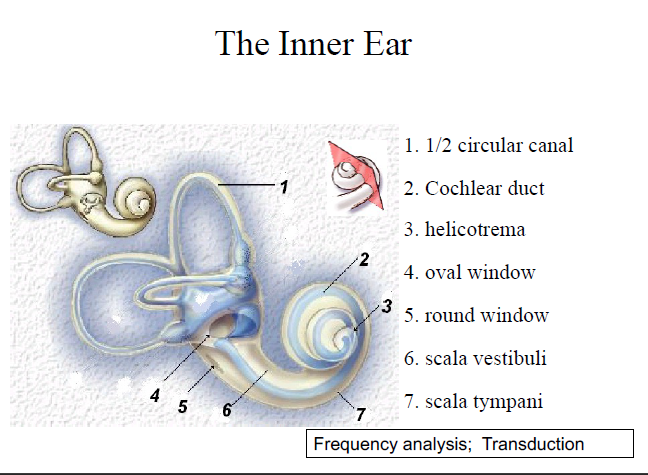 The Inner Ear
1
2
3
4
5
6
7
1. 1/2 circular canal
2. Cochlear duct
3. helicotrema
4. oval window
5. round window
6. scala vestibuli
7. scala tympani
Frequency analysis; Transduction